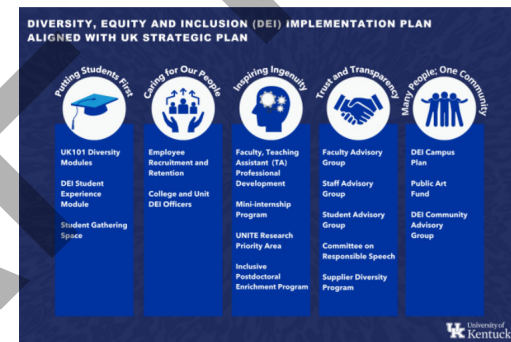 DIVERSITY, EQUITY AND INCLUSION (DEI) IMPLEMENTATION PLAN
ALIGNED WITH UK STRATEGIC PLAN
Putting Students First
UK101 Diversity
Modules
DEI Student
Experience
Module
Student Gathering
Space
Caring for Our People
Employee
Recruitment and
Retention
College and Unit
DEI Officers
Inspiring Ingenuity
Faculty, Teaching
Assistant (TA)
Professional
Development
Mini-internship
Program
UNITE Research
Priority Area
Inclusive
Postdoctoral
Enrichment Program
Trust and Transparency
Faculty Advisory
Group
Staff Advisory
Group
Student Advisory
Group
Committee on
Responsible Speech
Supplier Diversity
Program
Many People; One Community
DEI Campus
Plan
Public Art
Fund
DEI Community
Advisory
Group
UK
University of
Kentucky